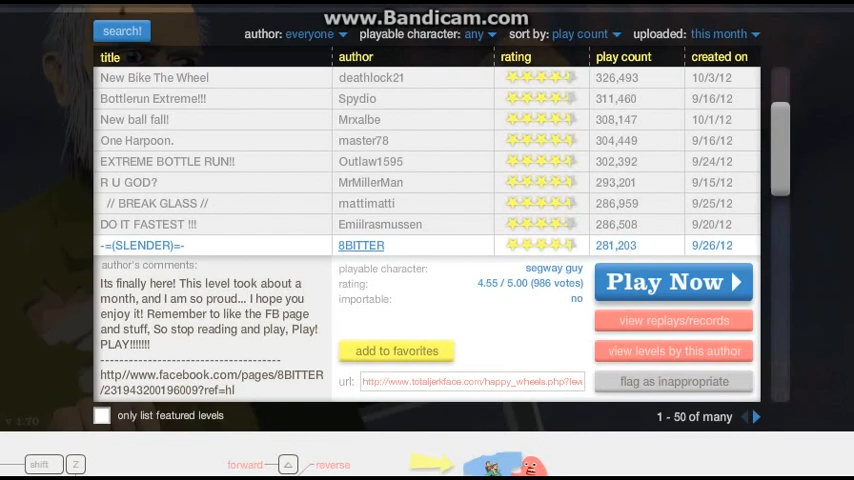 www.Bandicam.com
search!
author: everyone playable character: any sort by: play count uploaded: this month
title author rating play count created on
New Bike The Wheel deathlock21 326,493 10/3/12
Bottlerun Extreme!!! Spydio 311,460 9/16/12
New ball fall! Mrxalbe 308,147 10/1/12
One Harpoon. master78 304,449 9/16/12
EXTREME BOTTLE RUN!! Outlaw1595 302,392 9/24/12
R U GOD? MrMillerMan 293,201 9/15/12
// BREAK GLASS // mattimatti 286,959 9/25/12
DO IT FASTEST !!! Emiilrasmussen 286,508 9/20/12
-=(SLENDER)=- 8BITTER 281,203 9/26/12
author's comments:
Its finally here! This level took about a
month, and I am so proud... I hope you
enjoy it! Remember to like the FB page
and stuff, So stop reading and play, Play!
PLAY!!!!!!!
------------------------------------
http//www.facebook.com/pages/8BITTER
/231943200196009?ref=hl
playable character: segway guy
rating: 4.55 / 5.00 (986 votes)
importable: no
add to favorites
url: http://www.totaljerkface.com/happy_wheels.php?lev
Play Now
view replays/records
view levels by this author
flag as inappropriate
only list featured levels
1 - 50 of many
v 1.70
shift Z forward reverse